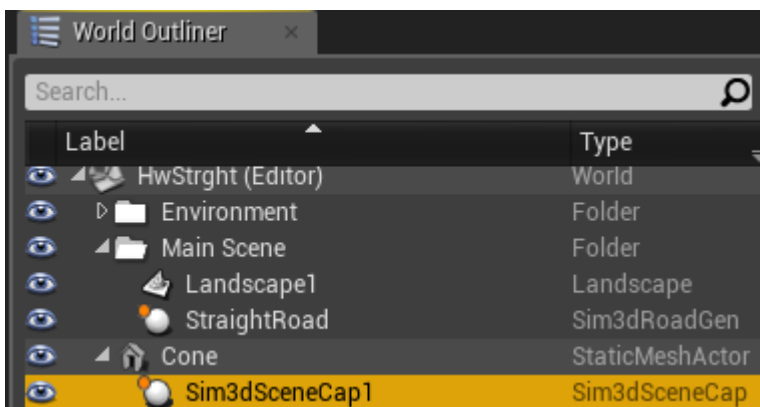 World Outliner ×
Search...
Label Type
HwStrght (Editor) World
Environment Folder
Main Scene Folder
Landscape1 Landscape
StraightRoad Sim3dRoadGen
Cone StaticMeshActor
Sim3dSceneCap1 Sim3dSceneCap